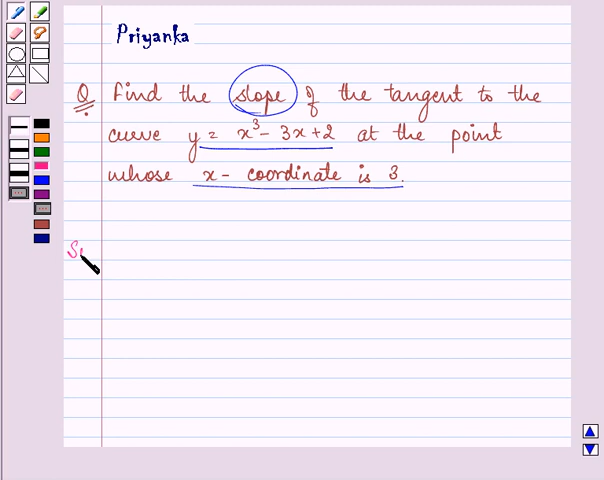 Priyanka
Q. Find the slope of the tangent to the
curve y = x³ - 3x + 2 at the point
whose x - coordinate is 3.